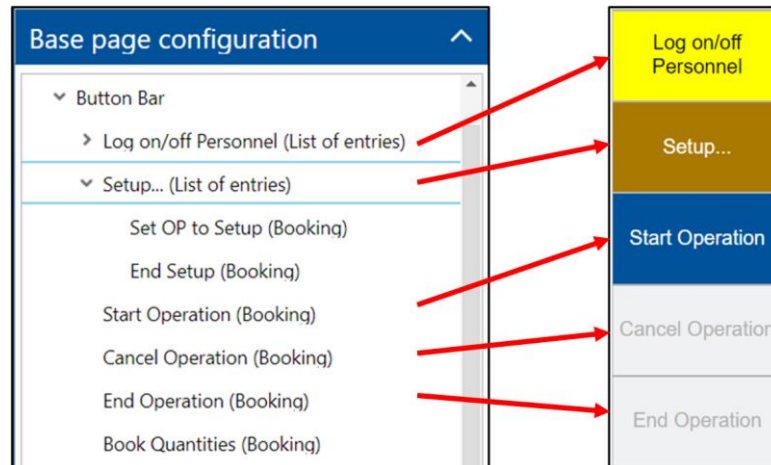 Base page configuration
Button Bar
Log on/off Personnel (List of entries)
Setup... (List of entries)
Set OP to Setup (Booking)
End Setup (Booking)
Start Operation (Booking)
Cancel Operation (Booking)
End Operation (Booking)
Book Quantities (Booking)
Log on/off
Personnel
Setup...
Start Operation
Cancel Operation
End Operation